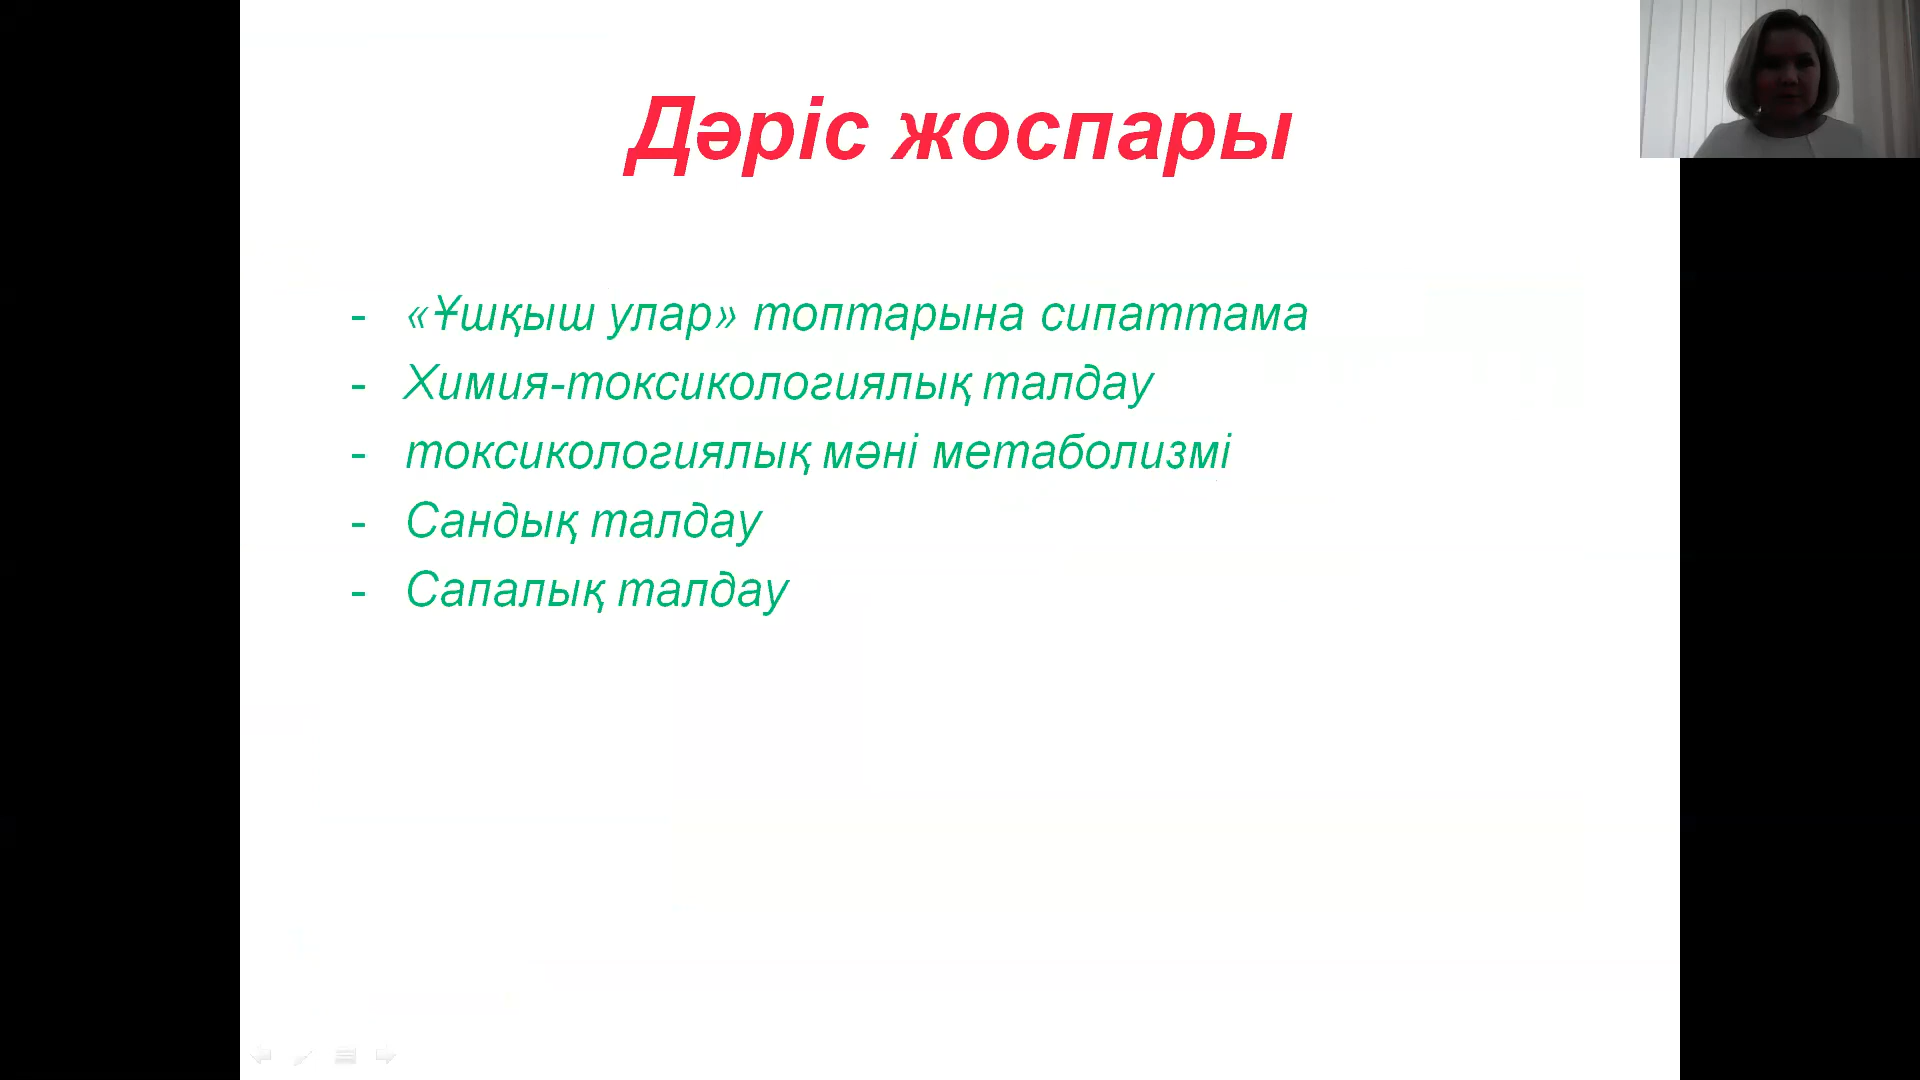 Дәріс жоспары
- «Ұшқыш улар» топтарына сипаттама
- Химия-токсикологиялық талдау
- токсикологиялық мәні метаболизмі
- Сандық талдау
- Сапалық талдау